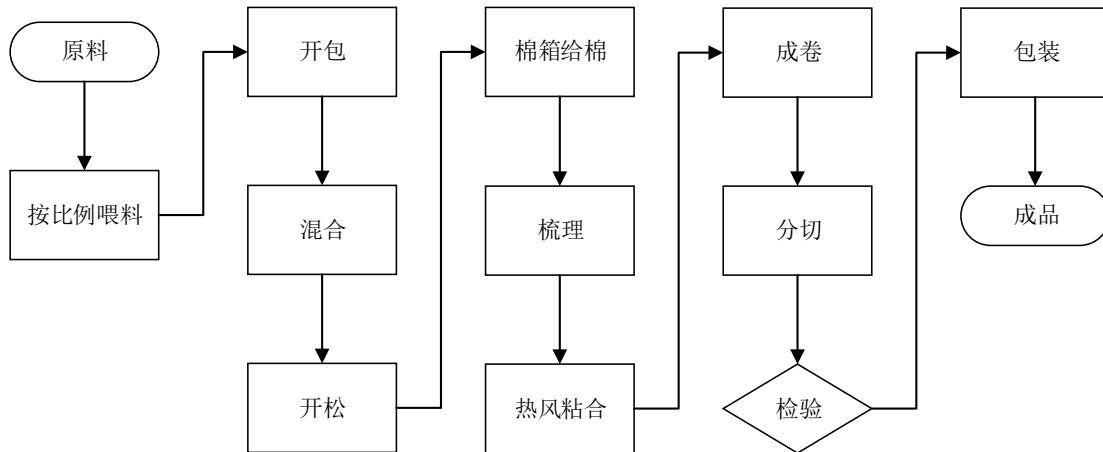 原料
按比例喂料
开包
混合
开松
棉箱给棉
梳理
热风粘合
成卷
分切
检验
包装
成品